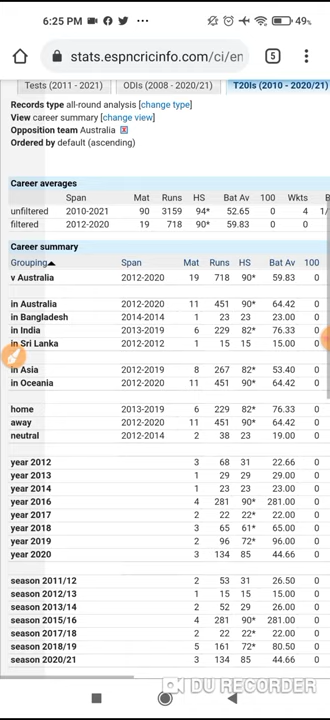 6:25 PM 49%
stats.espncricinfo.com/ci/en 5
Tests (2011 - 2021) ODIs (2008 - 2020/21) T20Is (2010 - 2020/21)
Records type all-round analysis [change type]
View career summary [change view]
Opposition team Australia
Ordered by default (ascending)
Career averages
Span Mat Runs HS Bat Av 100 Wkts B
unfiltered 2010-2021 90 3159 94* 52.65 0 4 1/
filtered 2012-2020 19 718 90* 59.83 0 0
Career summary
Grouping Span Mat Runs HS Bat Av 100
v Australia 2012-2020 19 718 90* 59.83 0
in Australia 2012-2020 11 451 90* 64.42 0
in Bangladesh 2014-2014 1 23 23 23.00 0
in India 2013-2019 6 229 82* 76.33 0
in Sri Lanka 2012-2012 1 15 15 15.00 0
in Asia 2012-2019 8 267 82* 53.40 0
in Oceania 2012-2020 11 451 90* 64.42 0
home 2013-2019 6 229 82* 76.33 0
away 2012-2020 11 451 90* 64.42 0
neutral 2012-2014 2 38 23 19.00 0
year 2012 3 68 31 22.66 0
year 2013 1 29 29 29.00 0
year 2014 1 23 23 23.00 0
year 2016 4 281 90* 281.00 0
year 2017 2 22 22* 22.00 0
year 2018 3 65 61* 65.00 0
year 2019 2 96 72* 96.00 0
year 2020 3 134 85 44.66 0
season 2011/12 2 53 31 26.50 0
season 2012/13 1 15 15 15.00 0
season 2013/14 2 52 29 26.00 0
season 2015/16 4 281 90* 281.00 0
season 2017/18 2 22 22* 22.00 0
season 2018/19 5 161 72* 80.50 0
season 2020/21 3 134 85 44.66 0
DU RECORDER